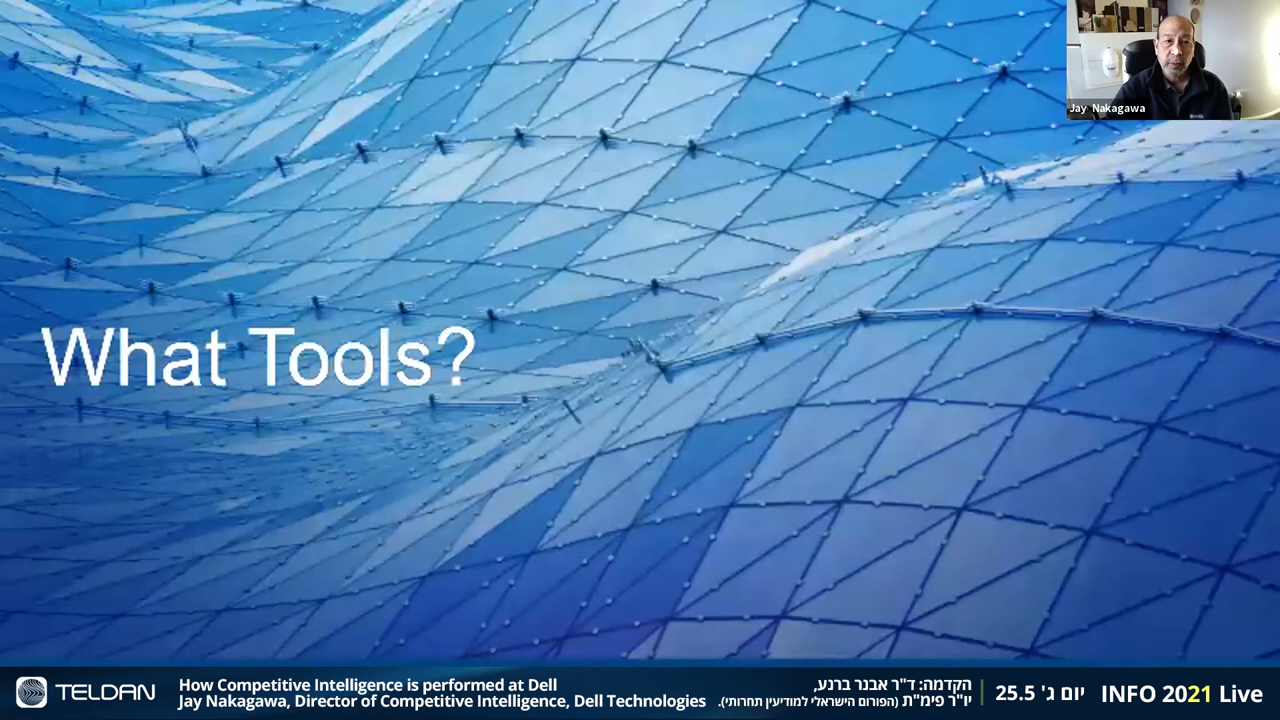 Jay Nakagawa
What Tools?
TELDAN
How Competitive Intelligence is performed at Dell
Jay Nakagawa, Director of Competitive Intelligence, Dell Technologies
הקדמה: ד"ר אבנר ברנע,
יו"ר פימ"ת (הפורום הישראלי למודיעין תחרותי).
יום ג' 25.5
INFO 2021 Live